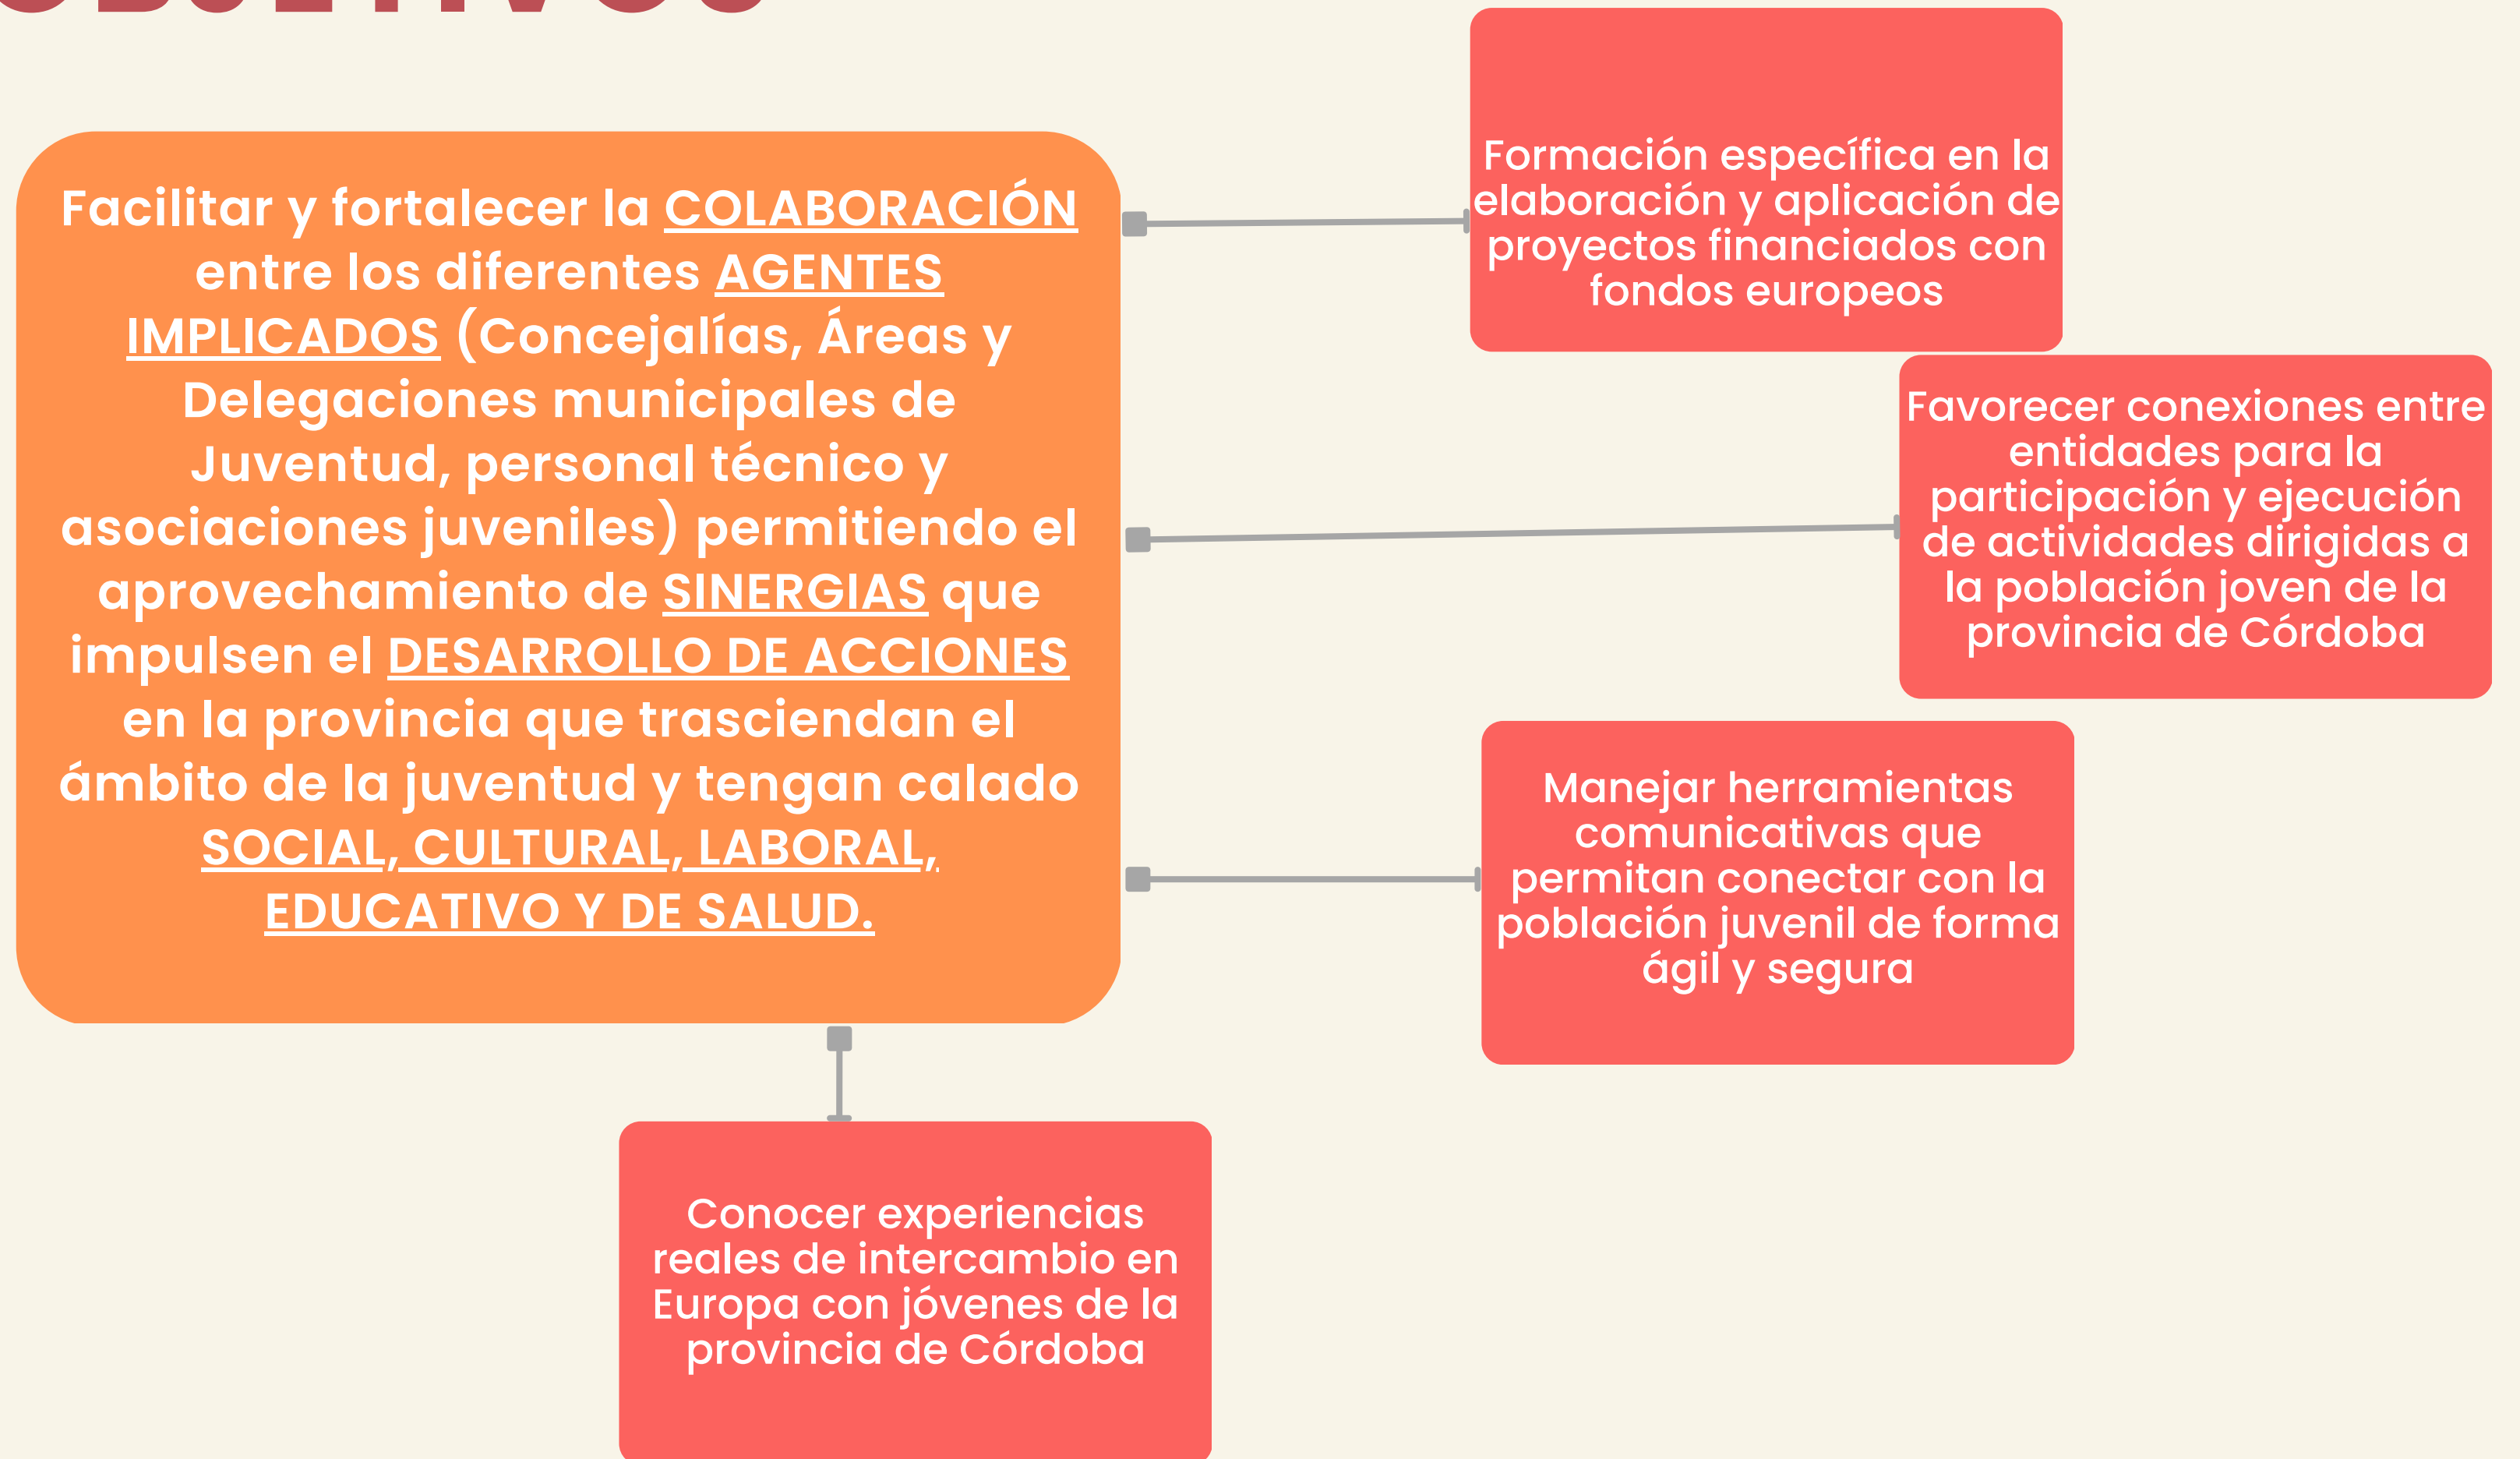 Facilitar y fortalecer la COLABORACIÓN
entre los diferentes AGENTES
IMPLICADOS (Concejalías, Áreas y
Delegaciones municipales de
Juventud, personal técnico y
asociaciones juveniles) permitiendo el
aprovechamiento de SINERGIAS que
impulsen el DESARROLLO DE ACCIONES
en la provincia que trasciendan el
ámbito de la juventud y tengan calado
SOCIAL, CULTURAL, LABORAL,
EDUCATIVO Y DE SALUD.
Formación específica en la
elaboración y aplicación de
proyectos financiados con
fondos europeos
Favorecer conexiones entre
entidades para la
participación y ejecución
de actividades dirigidas a
la población joven de la
provincia de Córdoba
Manejar herramientas
comunicativas que
permitan conectar con la
población juvenil de forma
ágil y segura
Conocer experiencias
reales de intercambio en
Europa con jóvenes de la
provincia de Córdoba